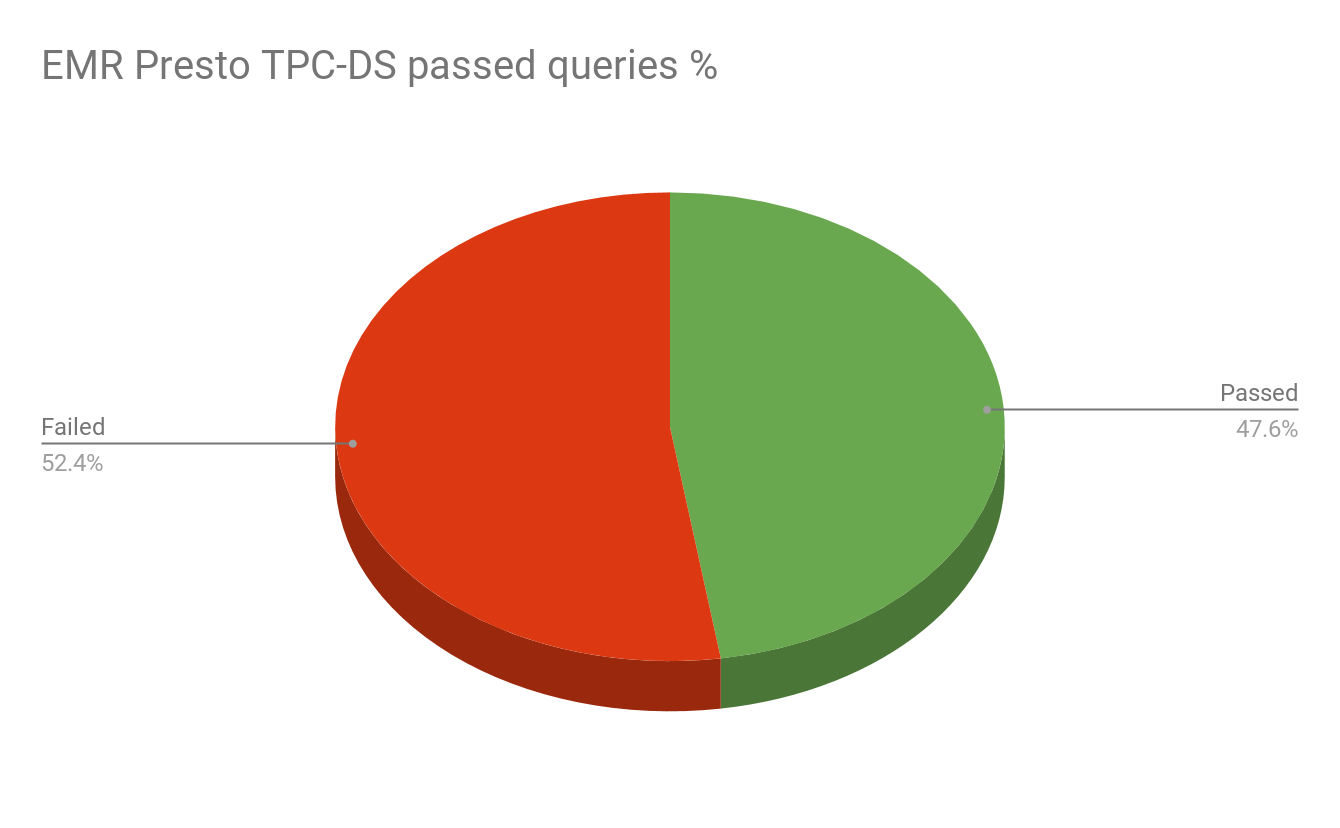 EMR Presto TPC-DS passed queries %
Passed
47.6%
Failed
52.4%